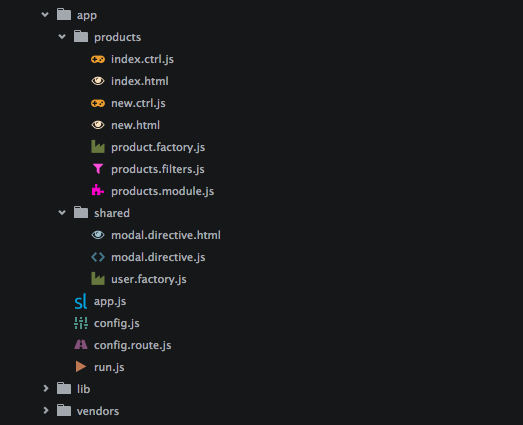 app
products
index.ctrl.js
index.html
new.ctrl.js
new.html
product.factory.js
products.filters.js
products.module.js
shared
modal.directive.html
modal.directive.js
user.factory.js
sl app.js
config.js
config.route.js
run.js
lib
vendors